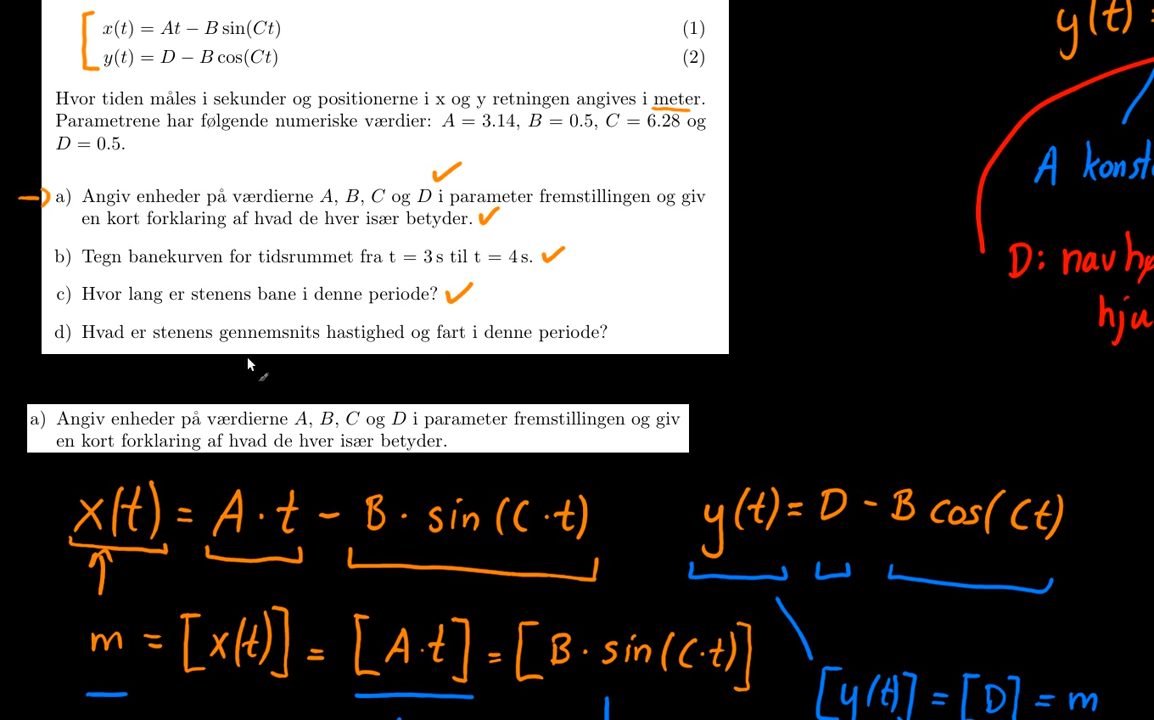 x(t) = At − B sin(Ct) (1)
y(t) = D − B cos(Ct) (2)
Hvor tiden måles i sekunder og positionerne i x og y retningen angives i meter.
Parametrene har følgende numeriske værdier: A = 3.14, B = 0.5, C = 6.28 og
D = 0.5.
a) Angiv enheder på værdierne A, B, C og D i parameter fremstillingen og giv
en kort forklaring af hvad de hver især betyder.
b) Tegn banekurven for tidsrummet fra t = 3 s til t = 4 s.
c) Hvor lang er stenens bane i denne periode?
d) Hvad er stenens gennemsnits hastighed og fart i denne periode?
y(t) =
A konst
D: nav hø
hju
a) Angiv enheder på værdierne A, B, C og D i parameter fremstillingen og giv
en kort forklaring af hvad de hver især betyder.
x(t) = A · t − B · sin(C · t)
y(t) = D − B cos(Ct)
m = [x(t)] = [A·t] = [B · sin(C·t)]
[y(t)] = [D] = m